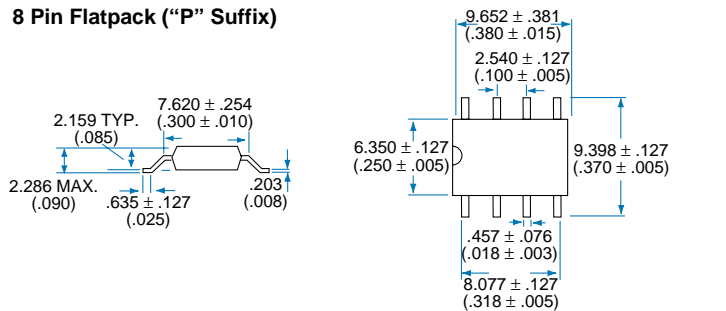 8 Pin Flatpack (“P” Suffix)
9.652 ± .381
(.380 ± .015)
2.540 ± .127
(.100 ± .005)
7.620 ± .254
(.300 ± .010)
2.159 TYP.
(.085)
6.350 ± .127
(.250 ± .005)
9.398 ± .127
(.370 ± .005)
2.286 MAX.
(.090)
.635 ± .127
(.025)
.203
(.008)
.457 ± .076
(.018 ± .003)
8.077 ± .127
(.318 ± .005)